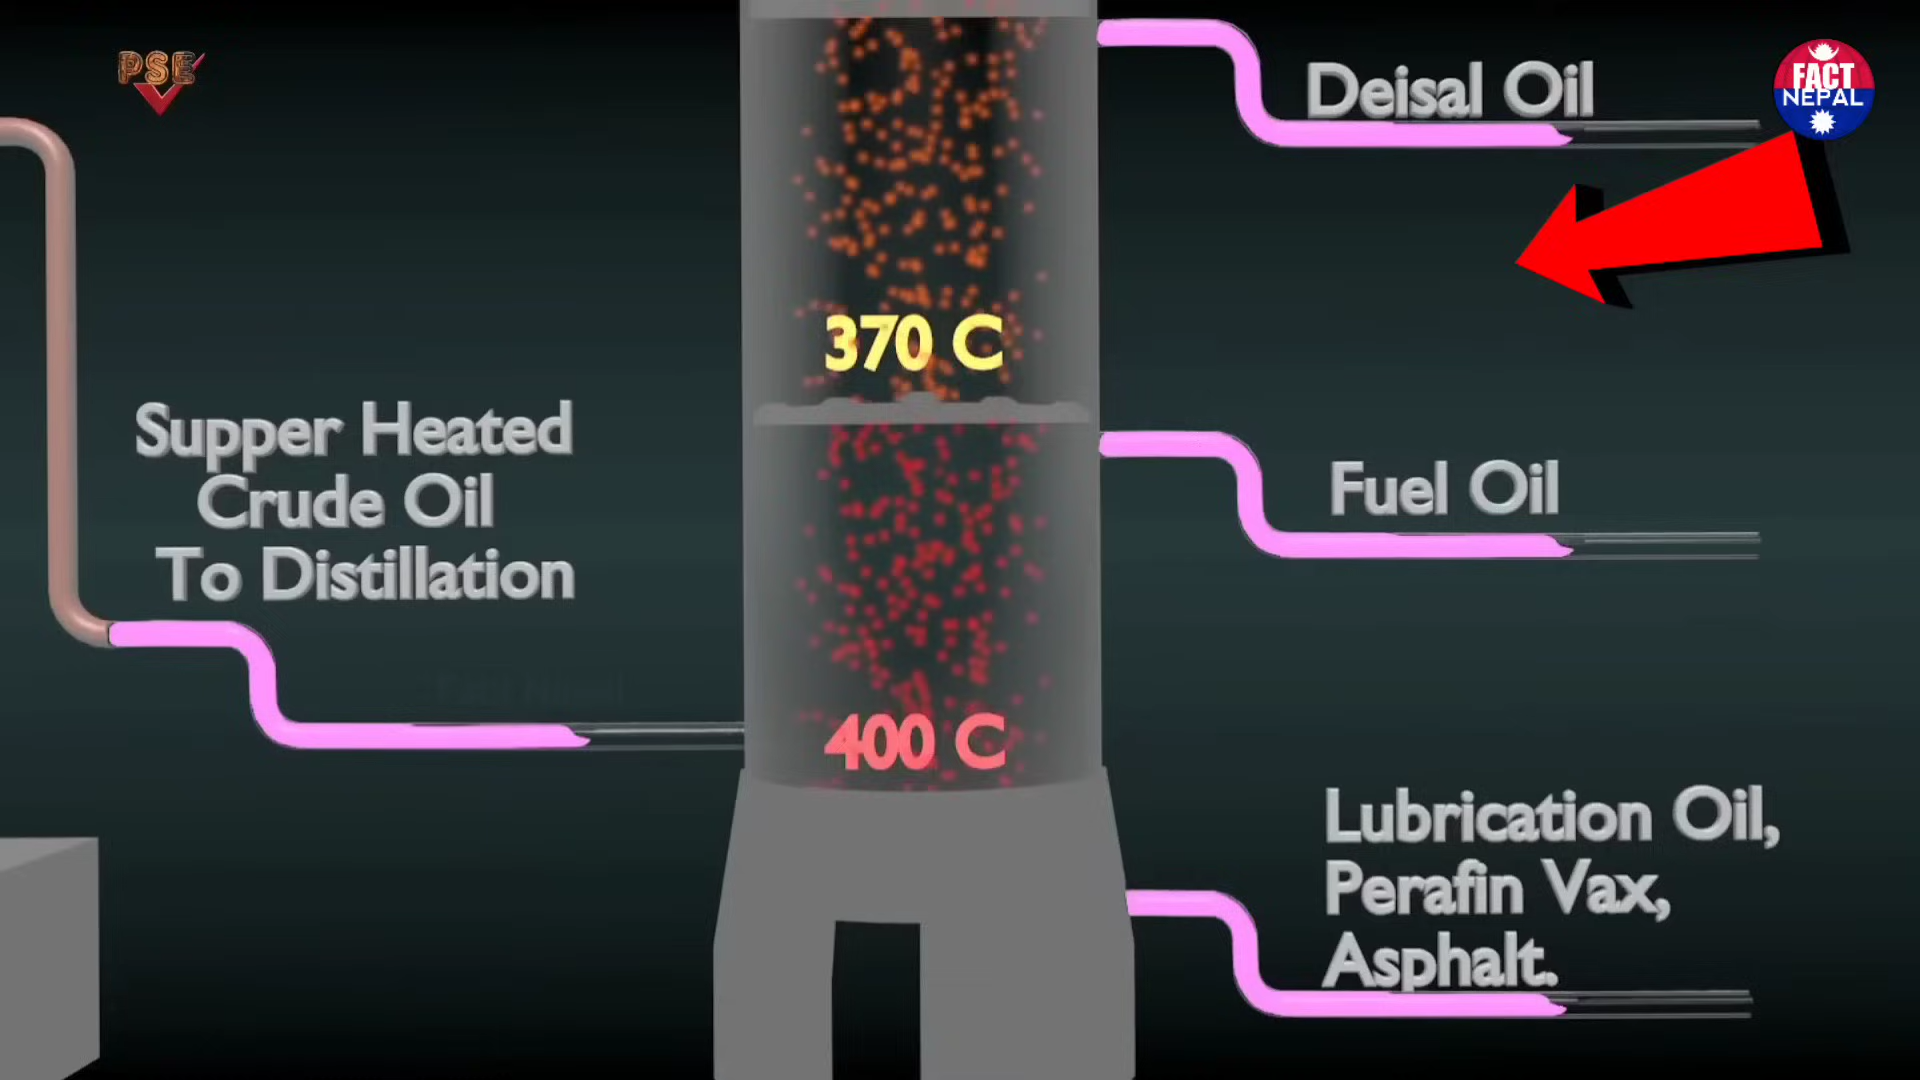 PSE
FACT
NEPAL
Deisal Oil
370 C
Supper Heated
Crude Oil
To Distillation
Fuel Oil
400 C
Lubrication Oil,
Perafin Vax,
Asphalt.